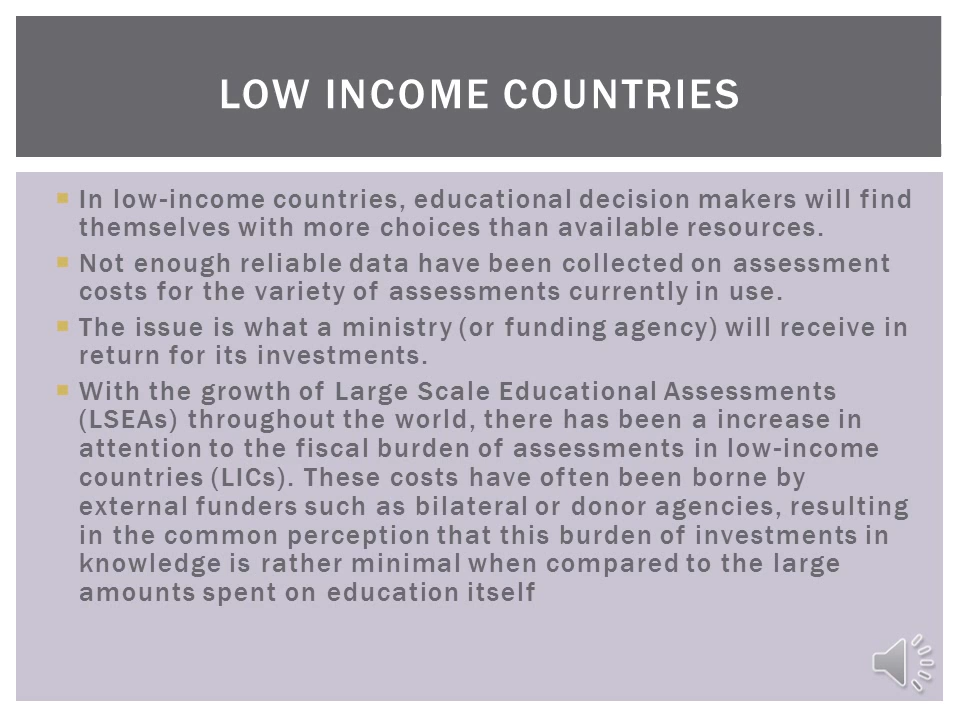 LOW INCOME COUNTRIES
In low-income countries, educational decision makers will find
themselves with more choices than available resources.
Not enough reliable data have been collected on assessment
costs for the variety of assessments currently in use.
The issue is what a ministry (or funding agency) will receive in
return for its investments.
With the growth of Large Scale Educational Assessments
(LSEAs) throughout the world, there has been a increase in
attention to the fiscal burden of assessments in low-income
countries (LICs). These costs have often been borne by
external funders such as bilateral or donor agencies, resulting
in the common perception that this burden of investments in
knowledge is rather minimal when compared to the large
amounts spent on education itself